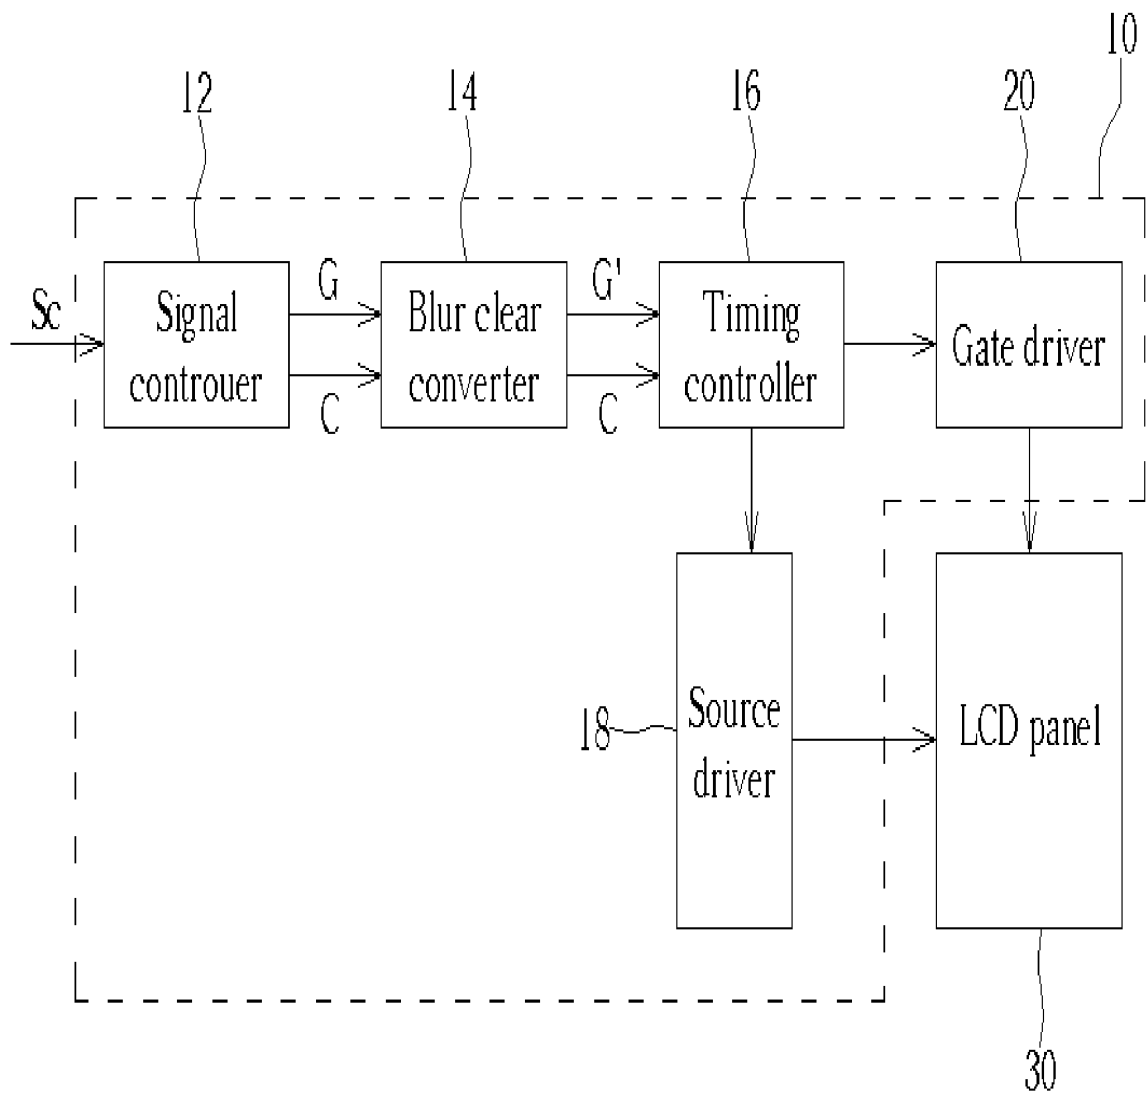 10
12
14
16
20
Sc
G
G'
Signal
controuer
Blur clear
converter
Timing
controller
Gate driver
C
C
18
Source
driver
LCD panel
30